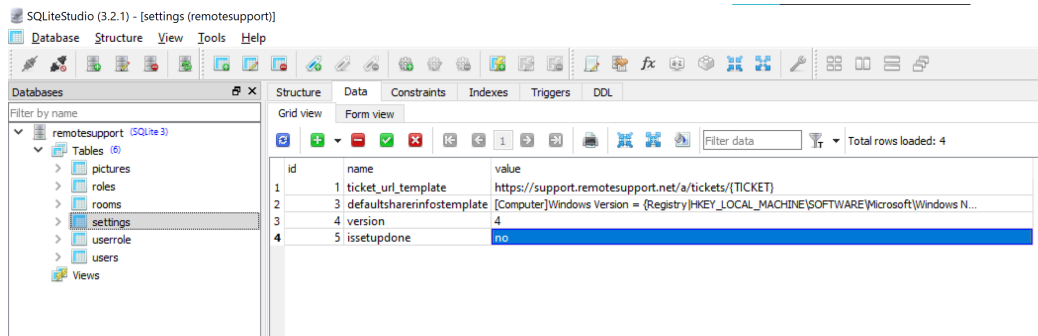 SQLiteStudio (3.2.1) - [settings (remotesupport)]
Database Structure View Tools Help
Databases
Filter by name
remotesupport (SQLite 3)
Tables (6)
pictures
roles
rooms
settings
userrole
users
Views
Structure Data Constraints Indexes Triggers DDL
Grid view Form view
1 Filter data Total rows loaded: 4
id name value
1 1 ticket_url_template https://support.remotesupport.net/a/tickets/{TICKET}
2 3 defaultsharerinfostemplate [Computer]Windows Version = {Registry|HKEY_LOCAL_MACHINE\SOFTWARE\Microsoft\Windows N...
3 4 version 4
4 5 issetupdone no